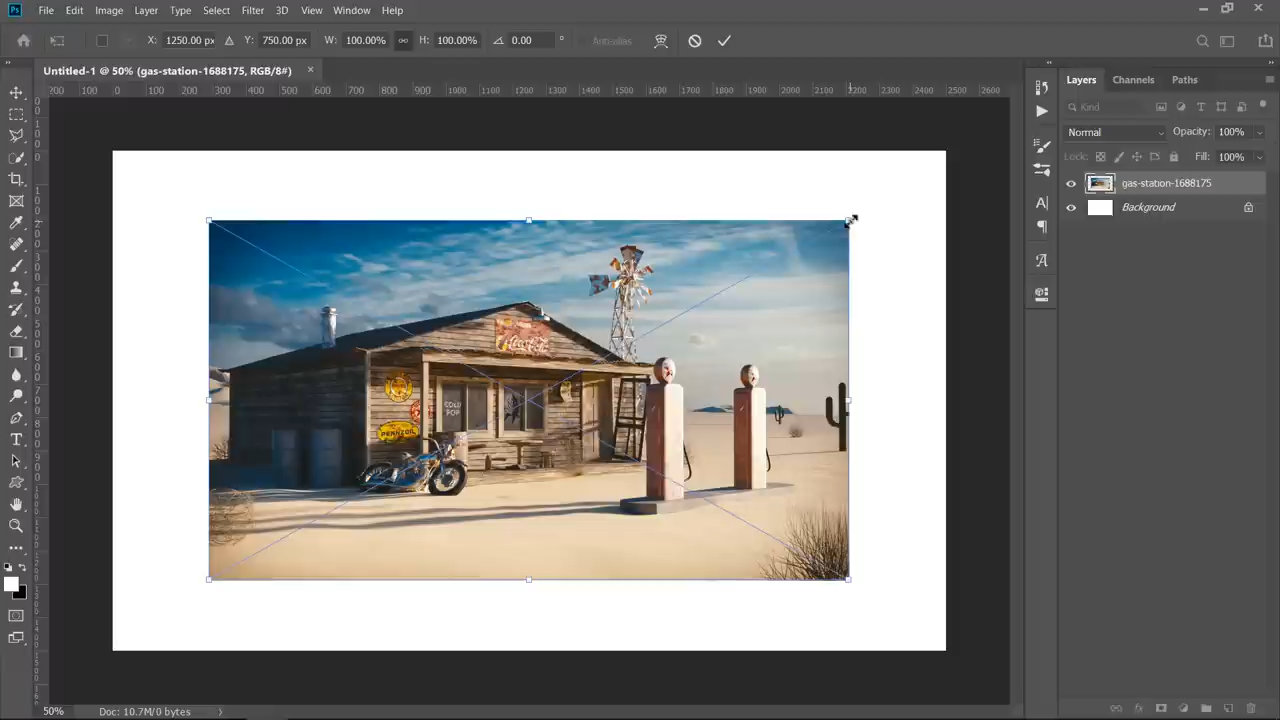 Ps File Edit Image Layer Type Select Filter 3D View Window Help
X: 1250.00 px Y: 750.00 px W: 100.00% H: 100.00% 0.00 ° Anti-alias
Untitled-1 @ 50% (gas-station-1688175, RGB/8#) ×
200 100 0 100 200 300 400 500 600 700 800 900 1000 1100 1200 1300 1400 1500 1600 1700 1800 1900 2000 2100 2200 2300 2400 2500 2600
Layers Channels Paths
Kind
Normal Opacity: 100%
Lock: Fill: 100%
gas-station-1688175
Background
Coca-Cola
COLD
POP
PENNZOIL
50% Doc: 10.7M/0 bytes